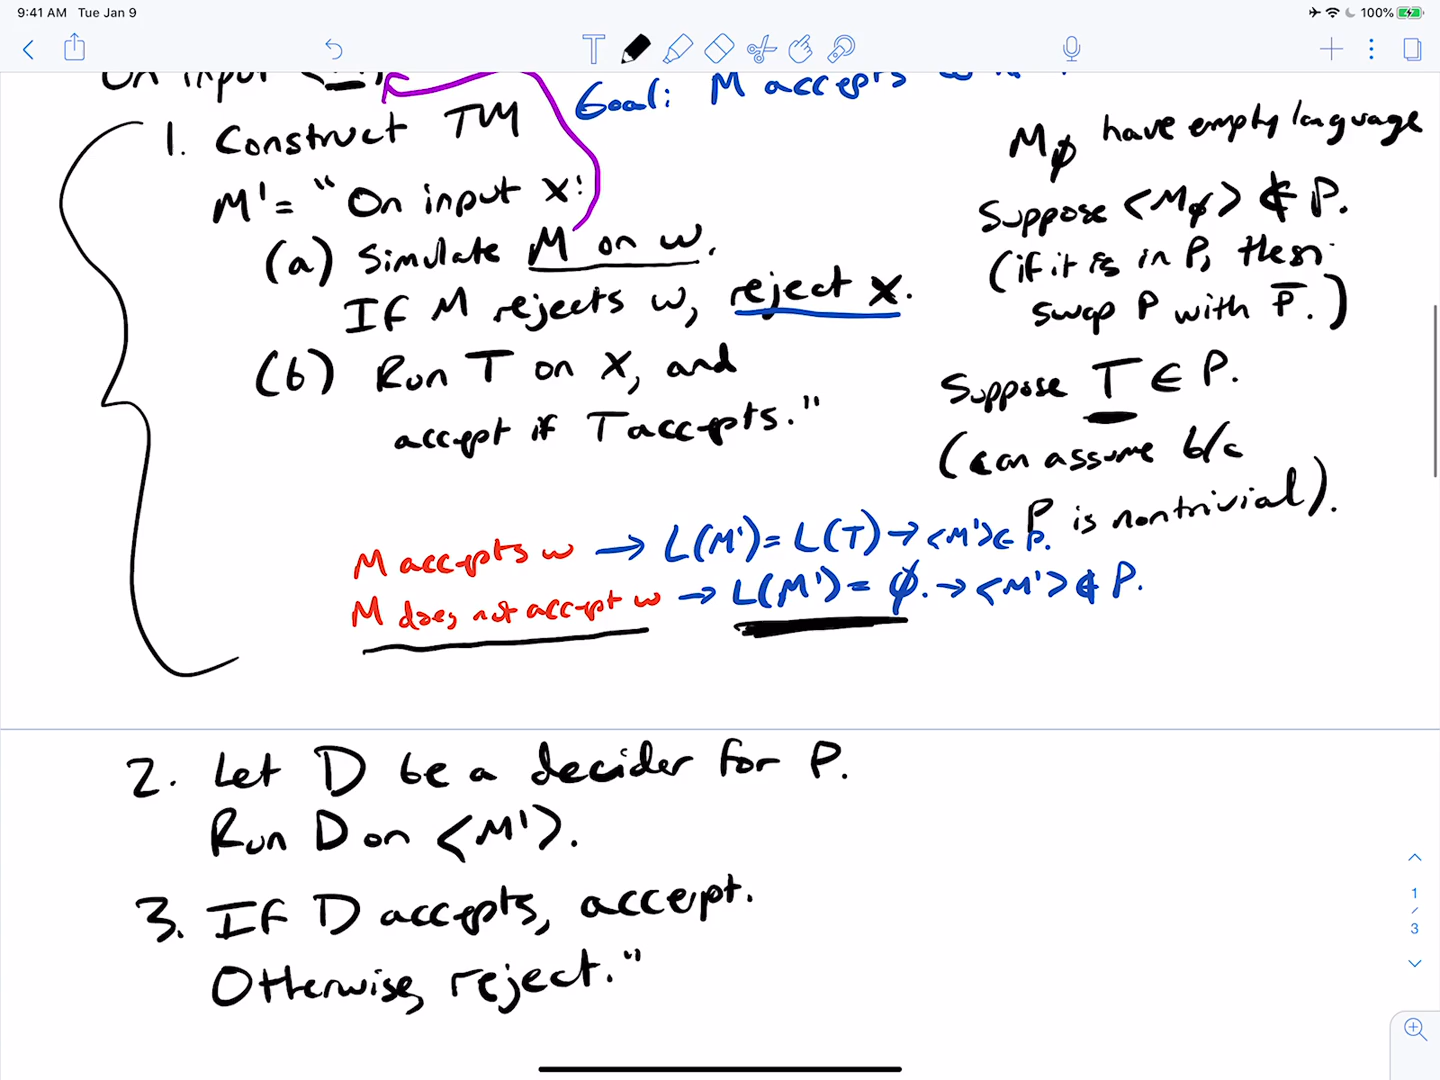 9:41 AM Tue Jan 9
100%
On input
Goal: M accepts w
1. Construct TM
M' = "On input x:
(a) Simulate M on w.
If M rejects w, reject x.
(b) Run T on x, and
accept if T accepts."
M∅ have empty language
Suppose <M∅> ∉ P.
(if it is in P, then
swap P with P̅.)
Suppose T ∈ P.
(can assume b/c
P is nontrivial).
M accepts w → L(M') = L(T) → <M'> ∈ P.
M does not accept w → L(M') = ∅. → <M'> ∉ P.
2. Let D be a decider for P.
Run D on <M'>.
3. If D accepts, accept.
Otherwise, reject."
1
/
3